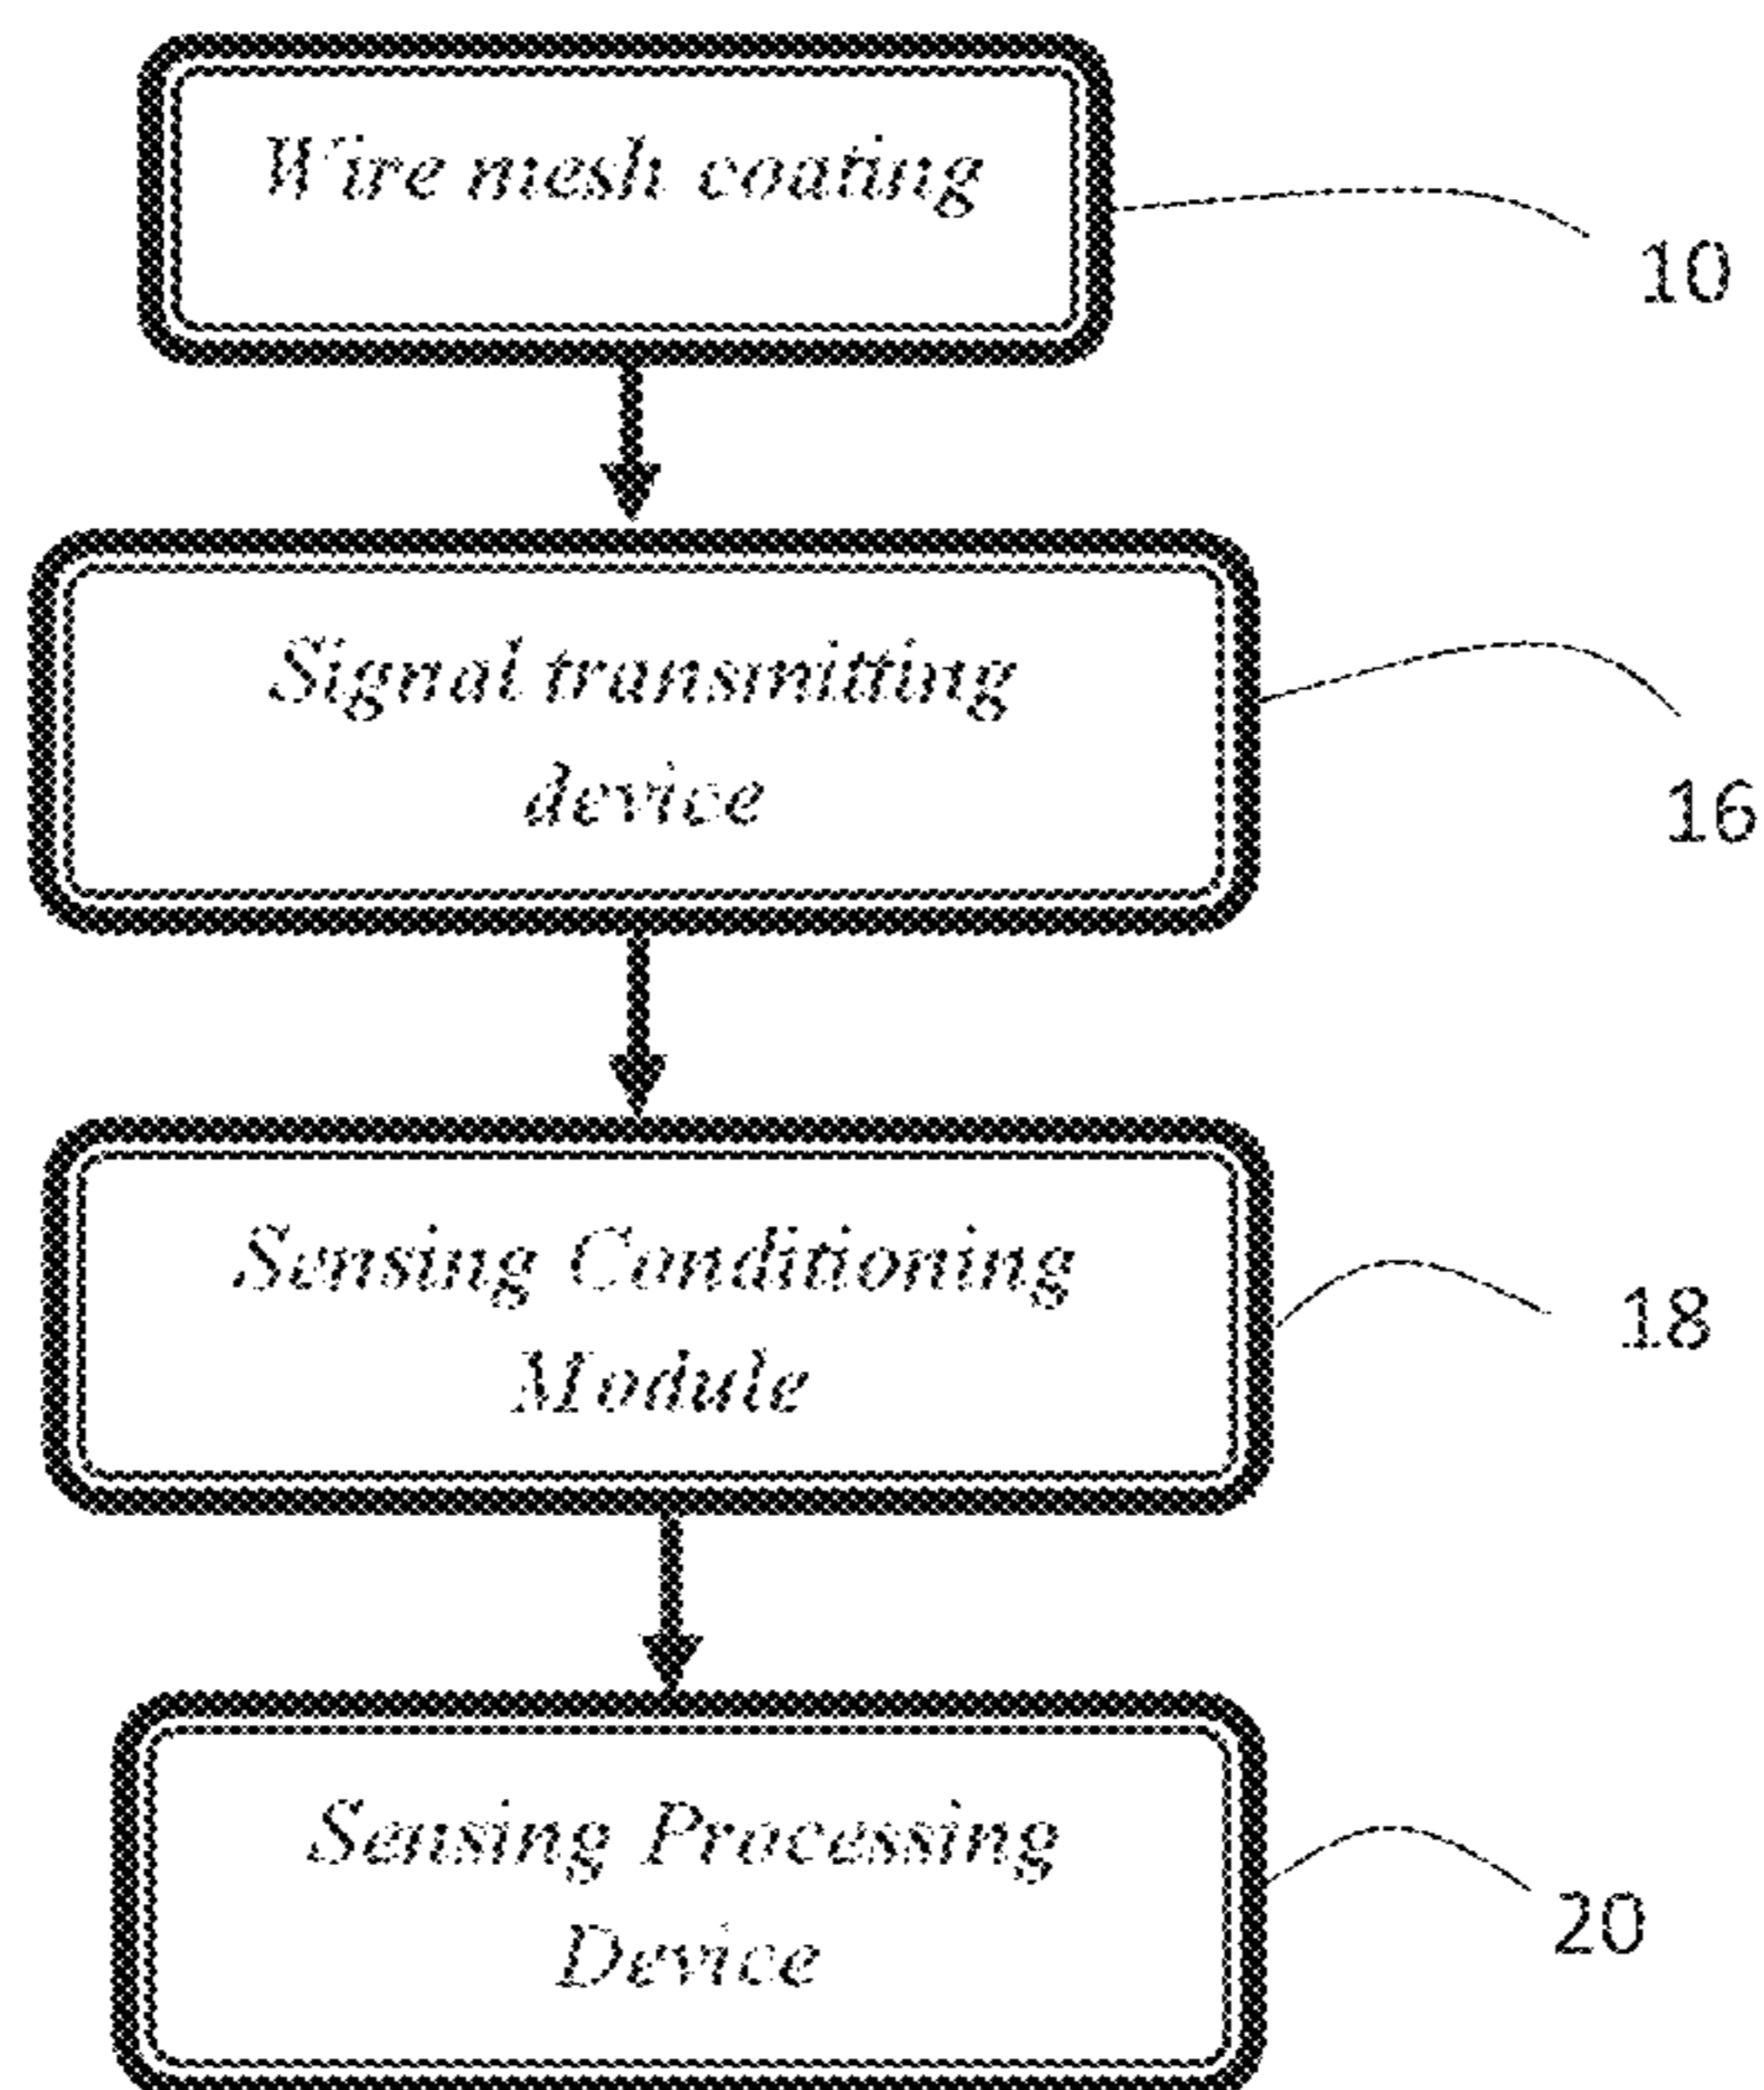 Wire mesh coating
10
Signal transmitting
device
16
Sensing Conditioning
Module
18
Sensing Processing
Device
20